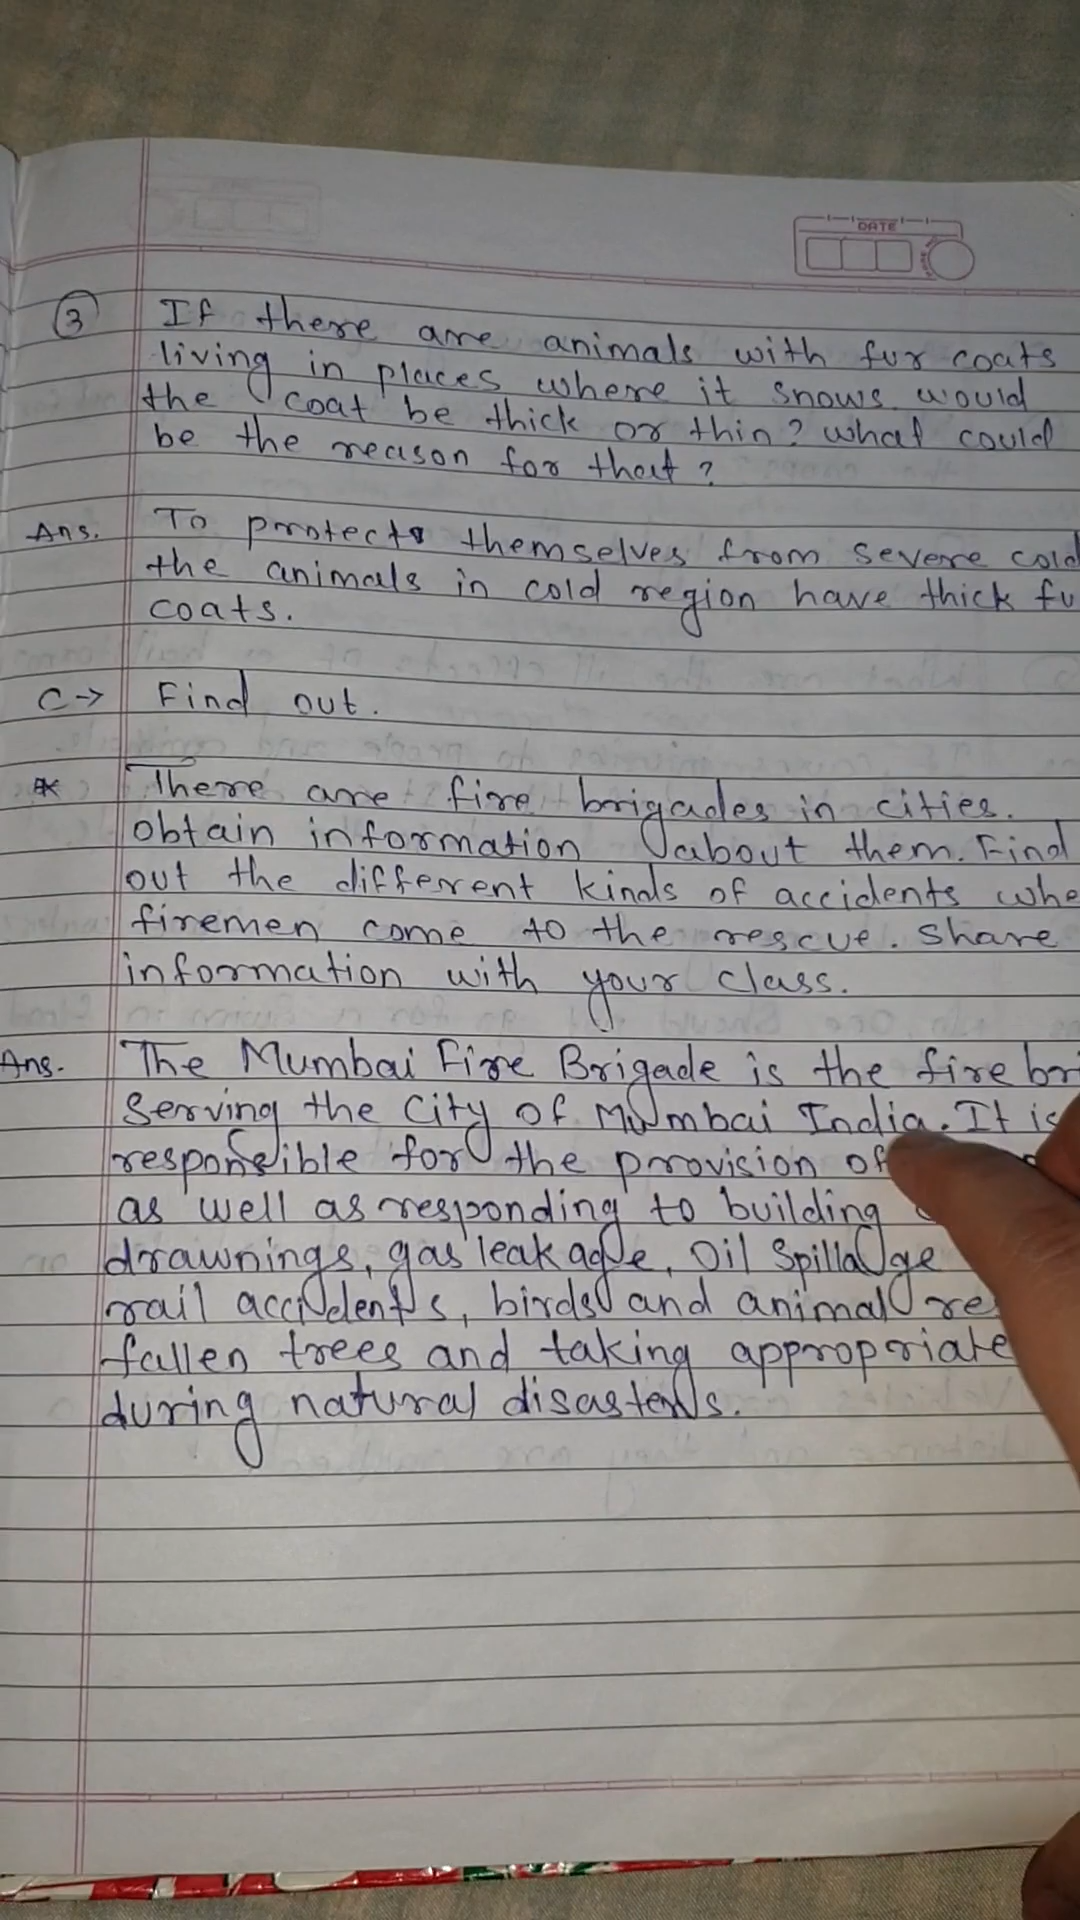 DATE
3 If there are animals with fur coats
living in places where it snows would
the coat be thick or thin? what could
be the reason for that?
Ans. To protects themselves from severe cold
the animals in cold region have thick fu
coats.
C→ Find out.
* There are fire brigades in cities.
obtain information about them. Find
out the different kinds of accidents whe
firemen come to the rescue. Share
information with your class.
Ans. The Mumbai Fire Brigade is the fire bri
Serving the City of Mumbai India. It is
responsible for the provision of
as well as responding to building
drawnings, gas leakage, Oil Spillage
rail accidents, birds and animal re
fallen trees and taking appropriate
during natural disasters.